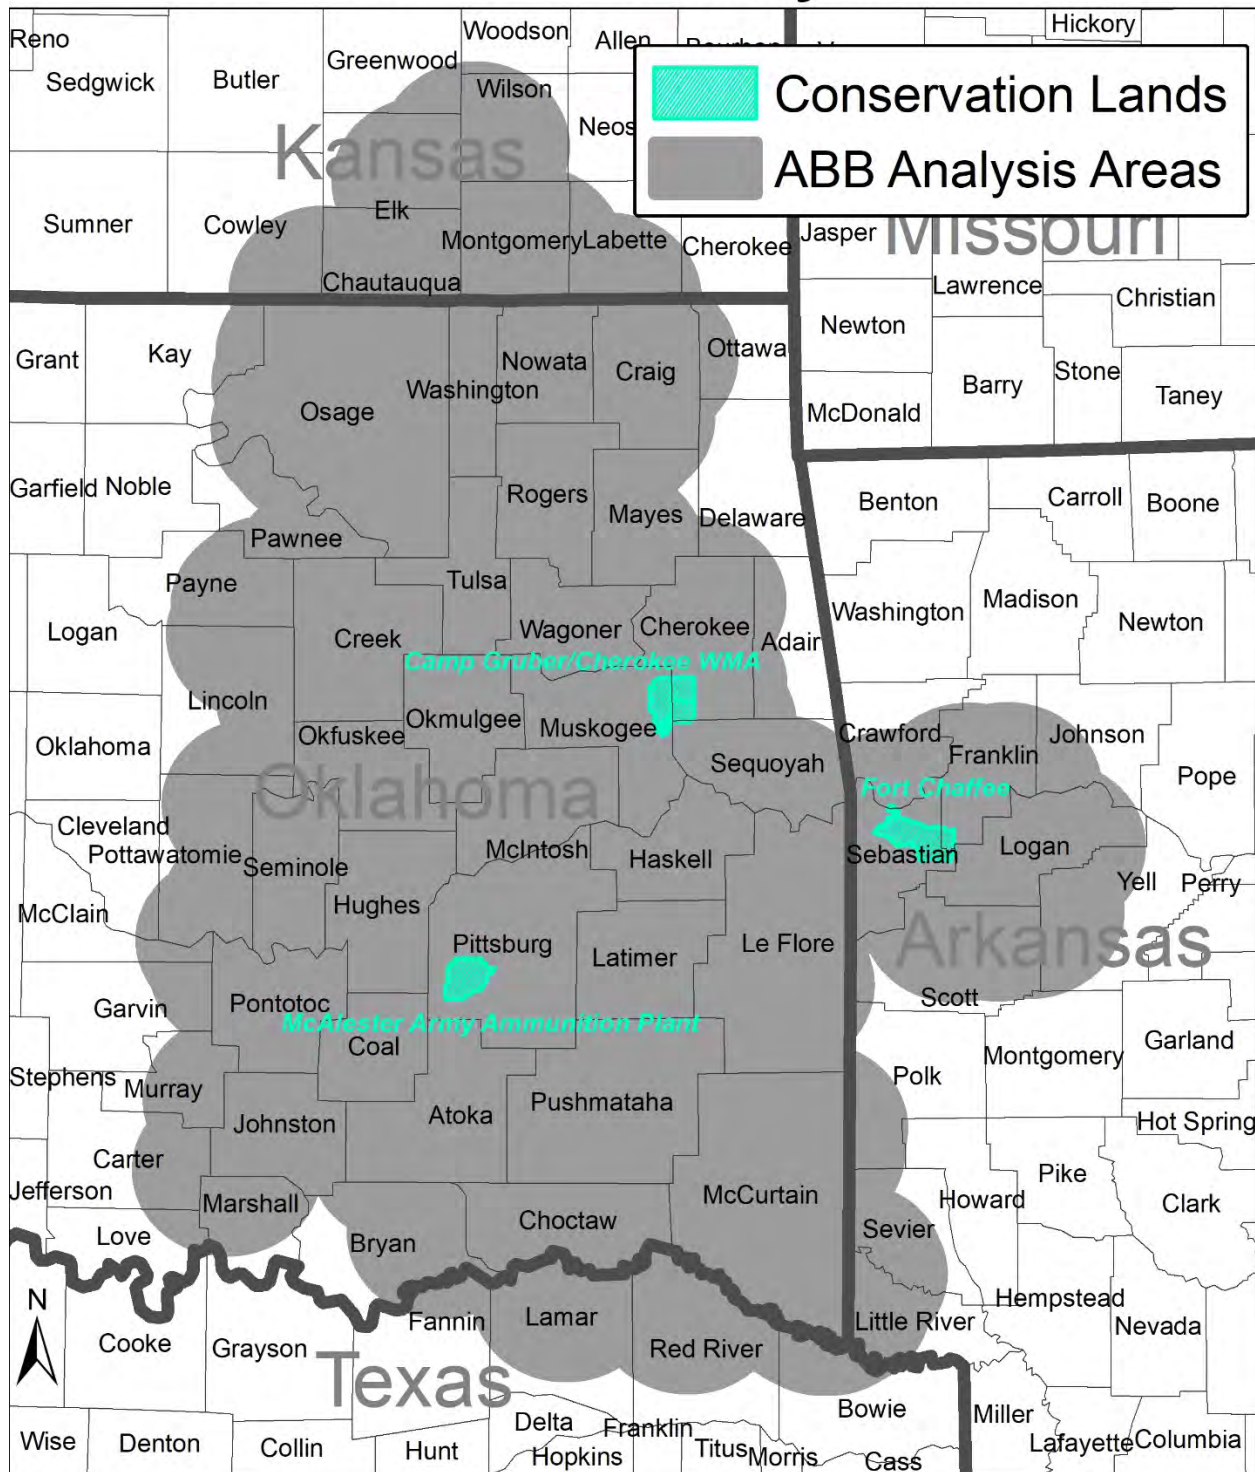 Hickory
Reno
Woodson
Allen
Greenwood
Sedgwick
Butler
Wilson
Conservation Lands
ABB Analysis Areas
Kansas
Elk
Sumner
Cowley
Montgomery
Labette
Cherokee
Jasper
Missouri
Chautauqua
Lawrence
Christian
Grant
Kay
Nowata
Craig
Ottawa
Newton
Washington
Osage
Barry
Stone
Taney
McDonald
Garfield
Noble
Rogers
Mayes
Delaware
Benton
Carroll
Boone
Pawnee
Payne
Tulsa
Logan
Creek
Wagoner
Cherokee
Adair
Washington
Madison
Newton
Camp Gruber/Cherokee WMA
Lincoln
Okmulgee
Okfuskee
Muskogee
Oklahoma
Sequoyah
Crawford
Franklin
Johnson
Pope
Oklahoma
Fort Chaffee
Cleveland
Pottawatomie
Seminole
McIntosh
Haskell
Sebastian
Logan
Yell
Perry
McClain
Hughes
Pittsburg
Latimer
Le Flore
Arkansas
Scott
Garvin
Pontotoc
McAlester Army Ammunition Plant
Coal
Montgomery
Garland
Stephens
Murray
Polk
Johnston
Atoka
Pushmataha
Hot Spring
Carter
Jefferson
Marshall
McCurtain
Howard
Pike
Clark
Love
Bryan
Choctaw
Sevier
N
Hempstead
Nevada
Cooke
Grayson
Fannin
Lamar
Red River
Little River
Texas
Bowie
Miller
Delta
Franklin
Wise
Denton
Collin
Hunt
Hopkins
Titus
Morris
Cass
Lafayette
Columbia